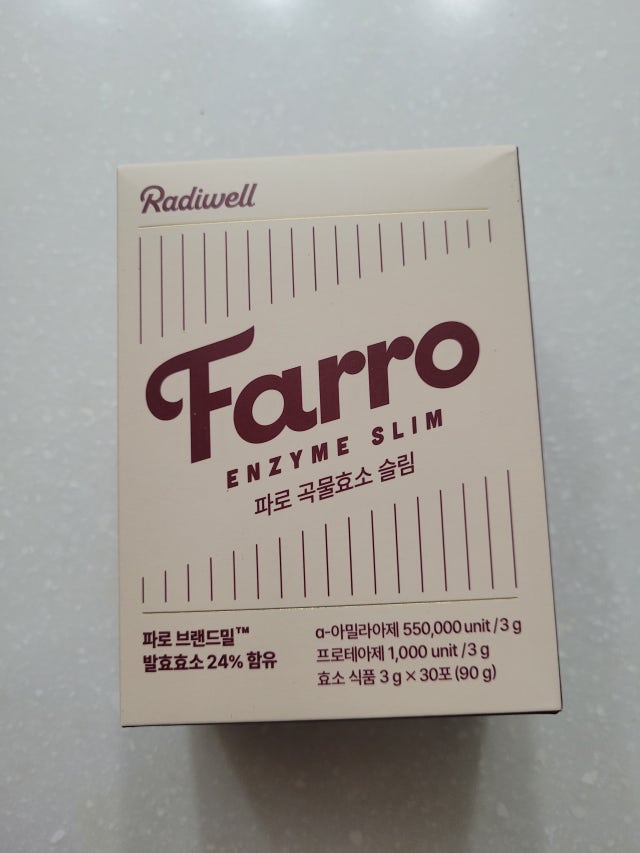 Radiwell
Farro
ENZYME SLIM
파로 곡물효소 슬림
파로 브랜드밀™
발효효소 24% 함유
α-아밀라아제 550,000 unit /3 g
프로테아제 1,000 unit /3 g
효소 식품 3 g × 30포 (90 g)